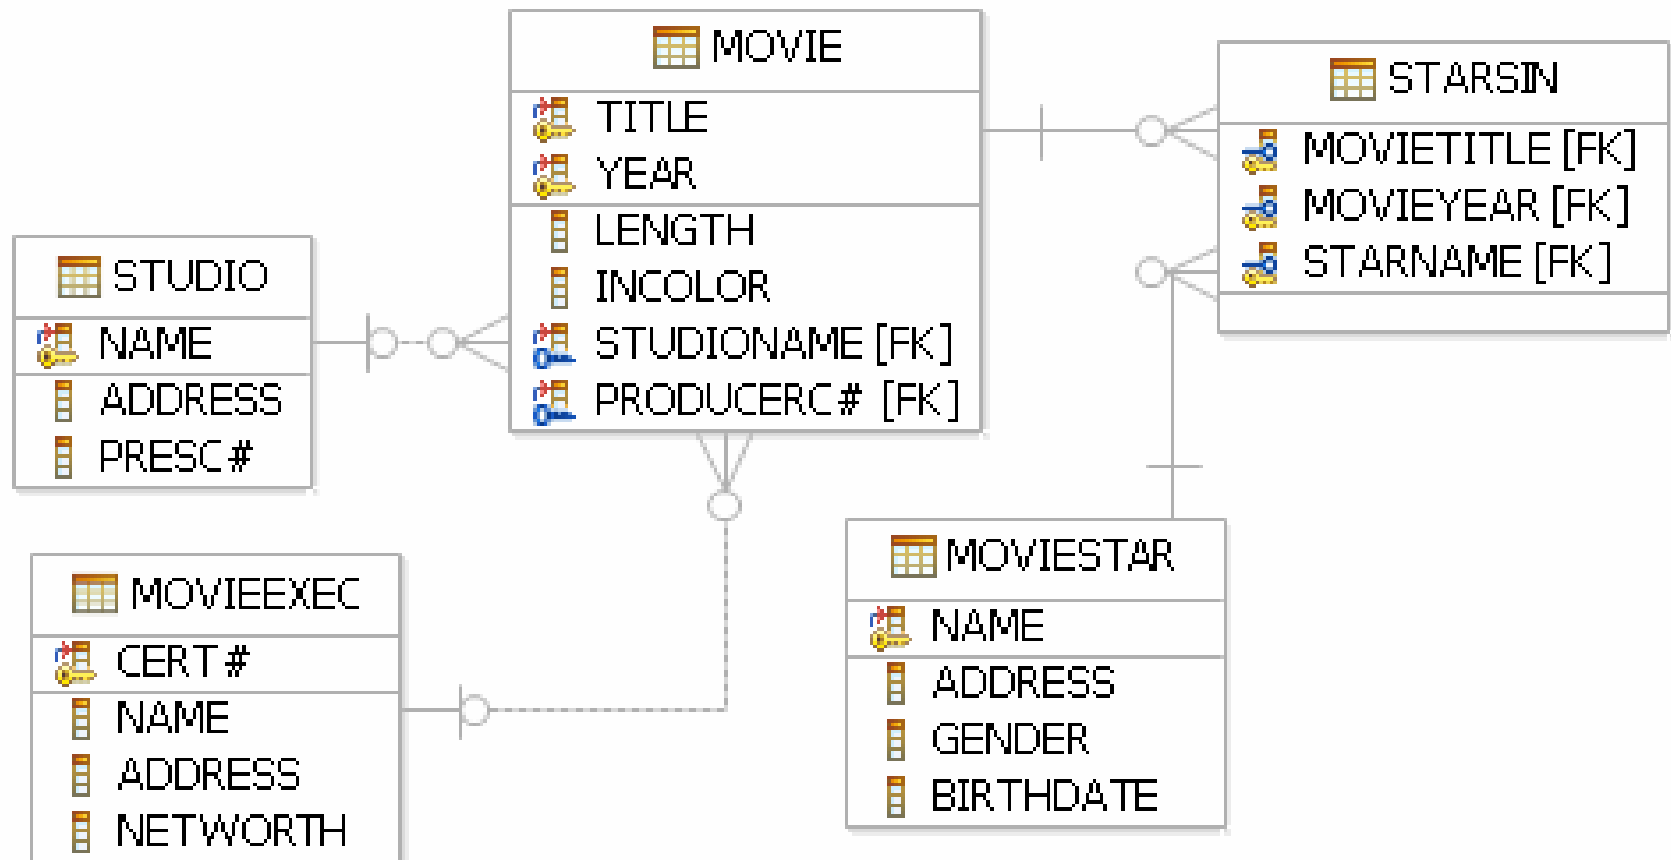 MOVIE
TITLE
YEAR
LENGTH
INCOLOR
STUDIONAME [FK]
PRODUCERC# [FK]
STARSIN
MOVIETITLE [FK]
MOVIEYEAR [FK]
STARNAME [FK]
STUDIO
NAME
ADDRESS
PRESC#
MOVIEEXEC
CERT#
NAME
ADDRESS
NETWORTH
MOVIESTAR
NAME
ADDRESS
GENDER
BIRTHDATE